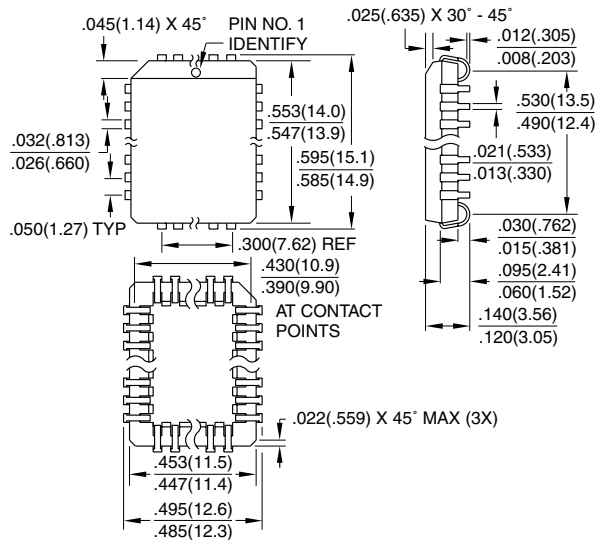 .045(1.14) X 45˚
PIN NO. 1
IDENTIFY
.025(.635) X 30˚ - 45˚
.012(.305)
.008(.203)
.553(14.0)
.547(13.9)
.595(15.1)
.585(14.9)
.032(.813)
.026(.660)
.050(1.27) TYP
.530(13.5)
.490(12.4)
.021(.533)
.013(.330)
.030(.762)
.015(.381)
.095(2.41)
.060(1.52)
.140(3.56)
.120(3.05)
.300(7.62) REF
.430(10.9)
.390(9.90)
AT CONTACT
POINTS
.022(.559) X 45˚ MAX (3X)
.453(11.5)
.447(11.4)
.495(12.6)
.485(12.3)